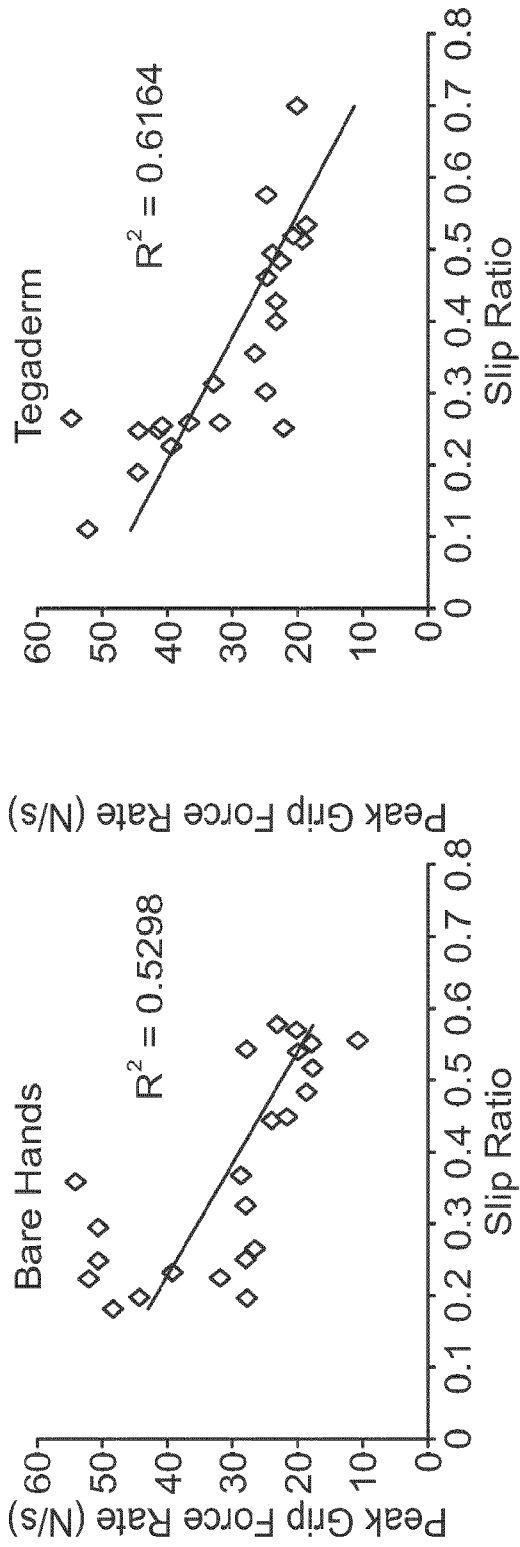 Bare Hands
R² = 0.5298
Peak Grip Force Rate (N/s)
60
50
40
30
20
10
0
0 0.1 0.2 0.3 0.4 0.5 0.6 0.7 0.8
Slip Ratio
Tegaderm
R² = 0.6164
Peak Grip Force Rate (N/s)
60
50
40
30
20
10
0
0 0.1 0.2 0.3 0.4 0.5 0.6 0.7 0.8
Slip Ratio